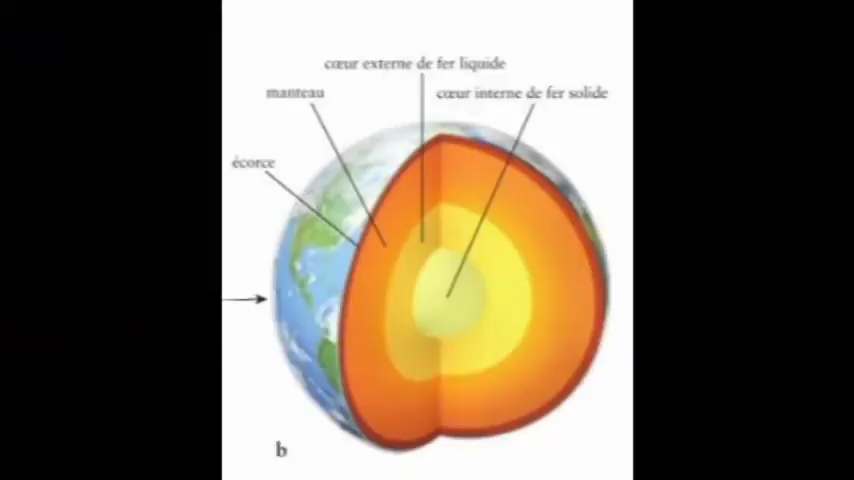 cœur externe de fer liquide
manteau
cœur interne de fer solide
écorce
b